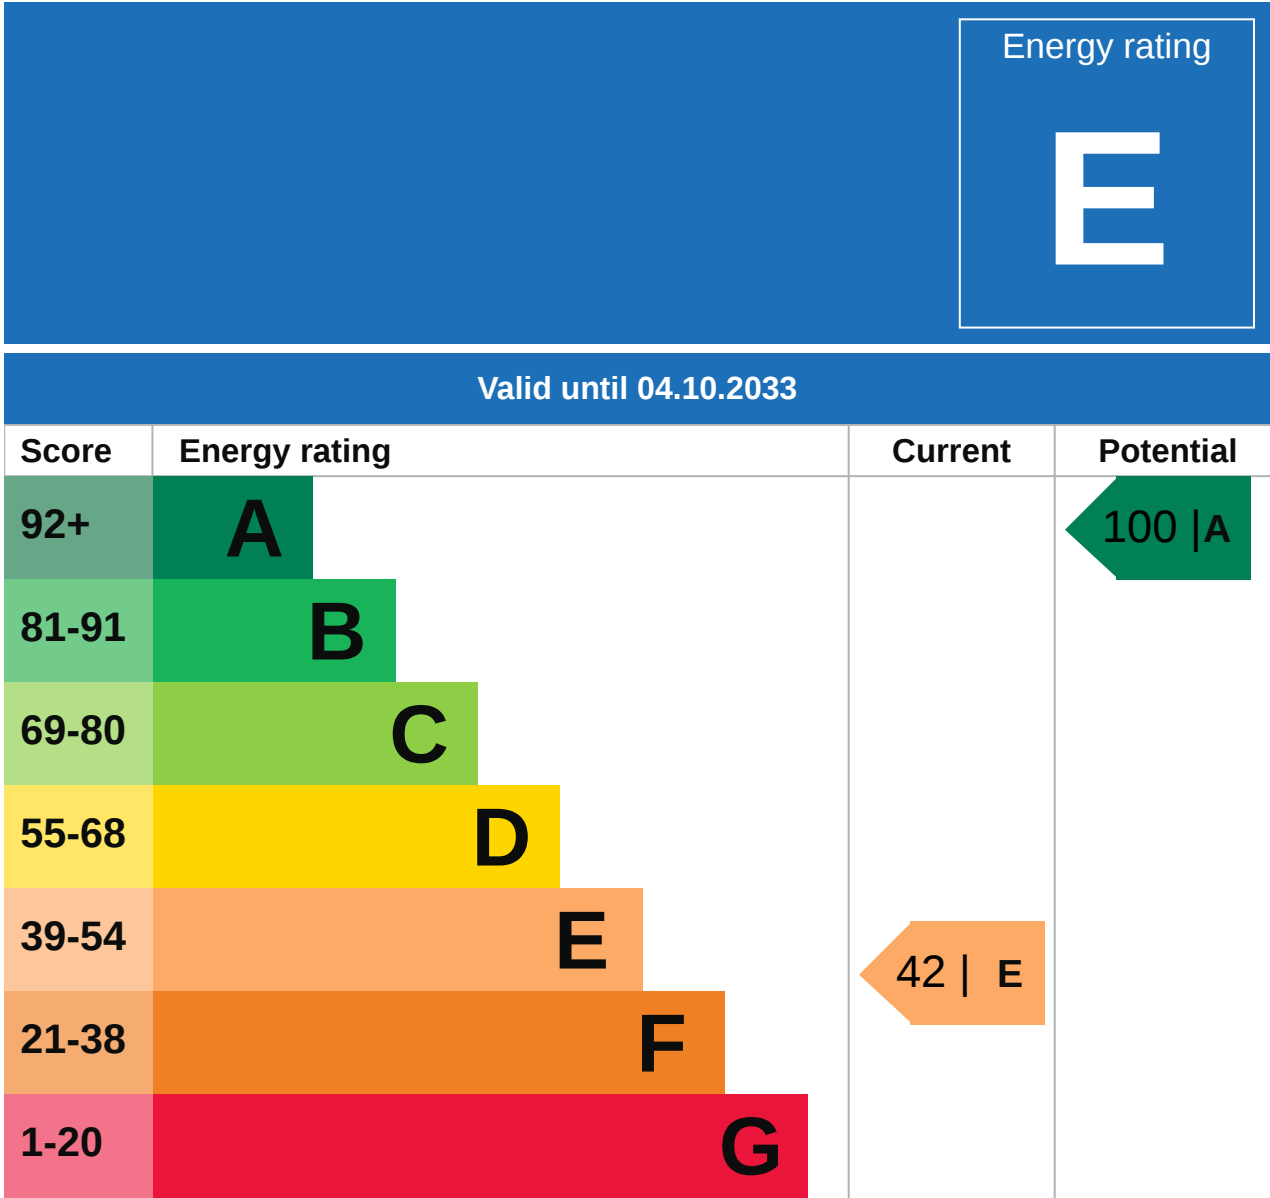 Energy rating
E
Valid until 04.10.2033
Score Energy rating Current Potential
92+ A 100 |A
81-91 B
69-80 C
55-68 D
39-54 E 42 | E
21-38 F
1-20 G